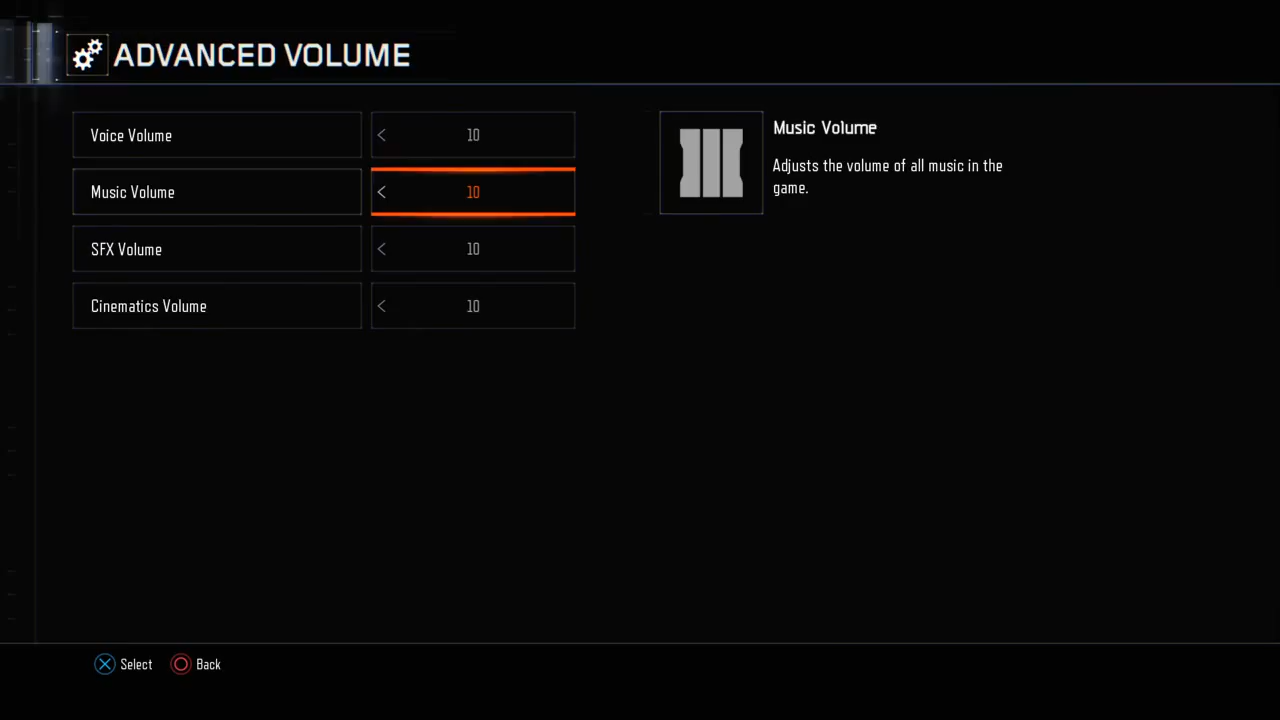 ADVANCED VOLUME
Voice Volume
10
Music Volume
10
SFX Volume
10
Cinematics Volume
10
Music Volume
Adjusts the volume of all music in the
game.
Select
Back